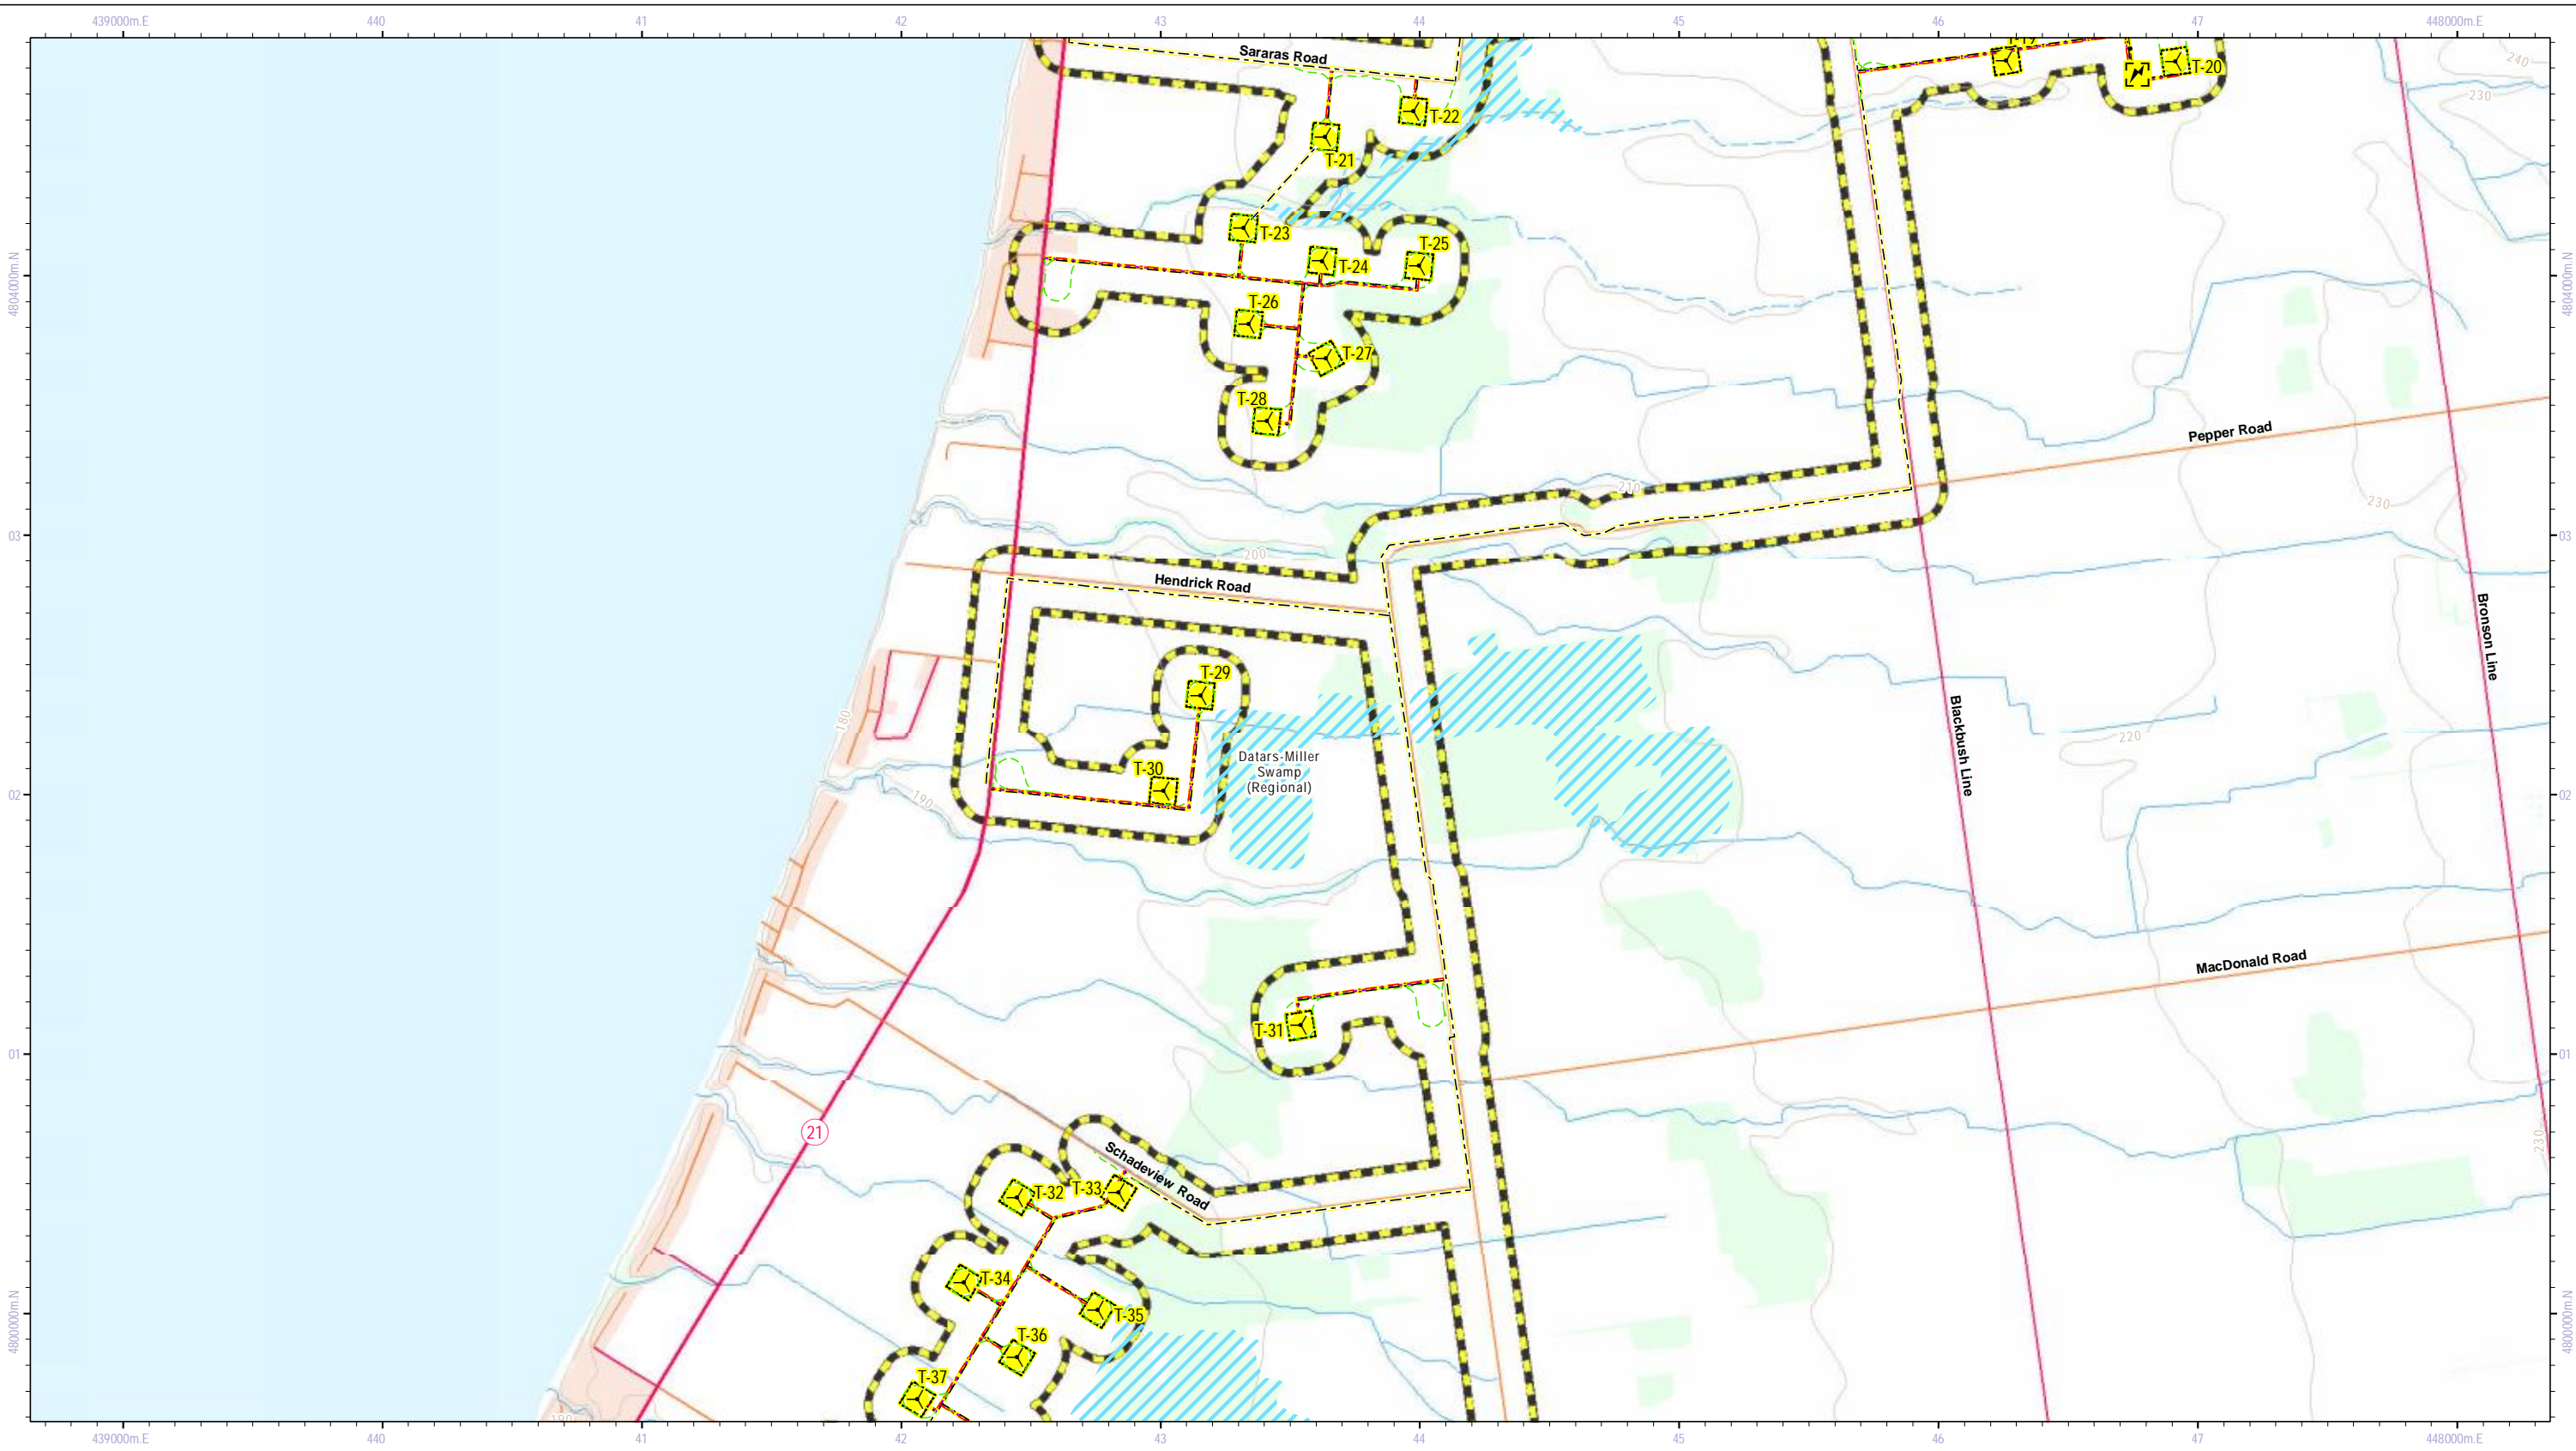 439000m.E 440 41 42 43 44 45 46 47 448000m.E
Sararas Road
240
T-20
230
T-22
T-21
T-23
T-25
T-24
4804000m.N
4804000m.N
T-26
T-27
T-28
Pepper Road
210
230
03
03
200
Hendrick Road
Bronson Line
T-29
180
Blackbush Line
220
Datars-Miller
Swamp
(Regional)
T-30
190
02
02
MacDonald Road
T-31
01
01
21
230
Schadeview Road
T-32
T-33
T-34
T-35
4800000m.N
4800000m.N
T-36
T-37
439000m.E 440 41 42 43 44 45 46 47 448000m.E